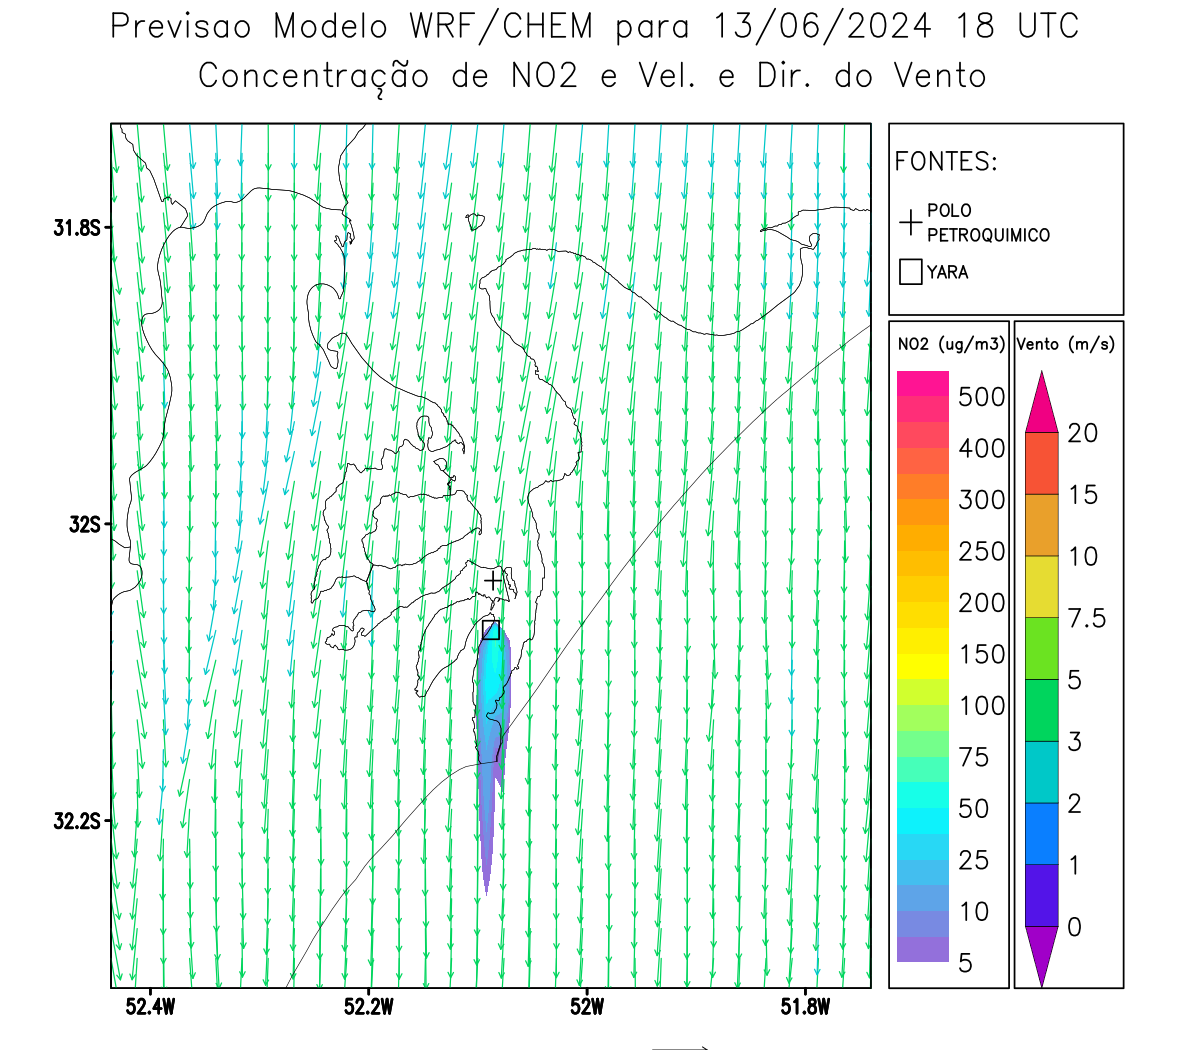 Previsao Modelo WRF/CHEM para 13/06/2024 18 UTC
Concentração de NO2 e Vel. e Dir. do Vento
FONTES:
POLO
PETROQUIMICO
YARA
NO2 (ug/m3)
500
400
300
250
200
150
100
75
50
25
10
5
Vento (m/s)
20
15
10
7.5
5
3
2
1
0
31.8S
32S
32.2S
52.4W
52.2W
52W
51.8W